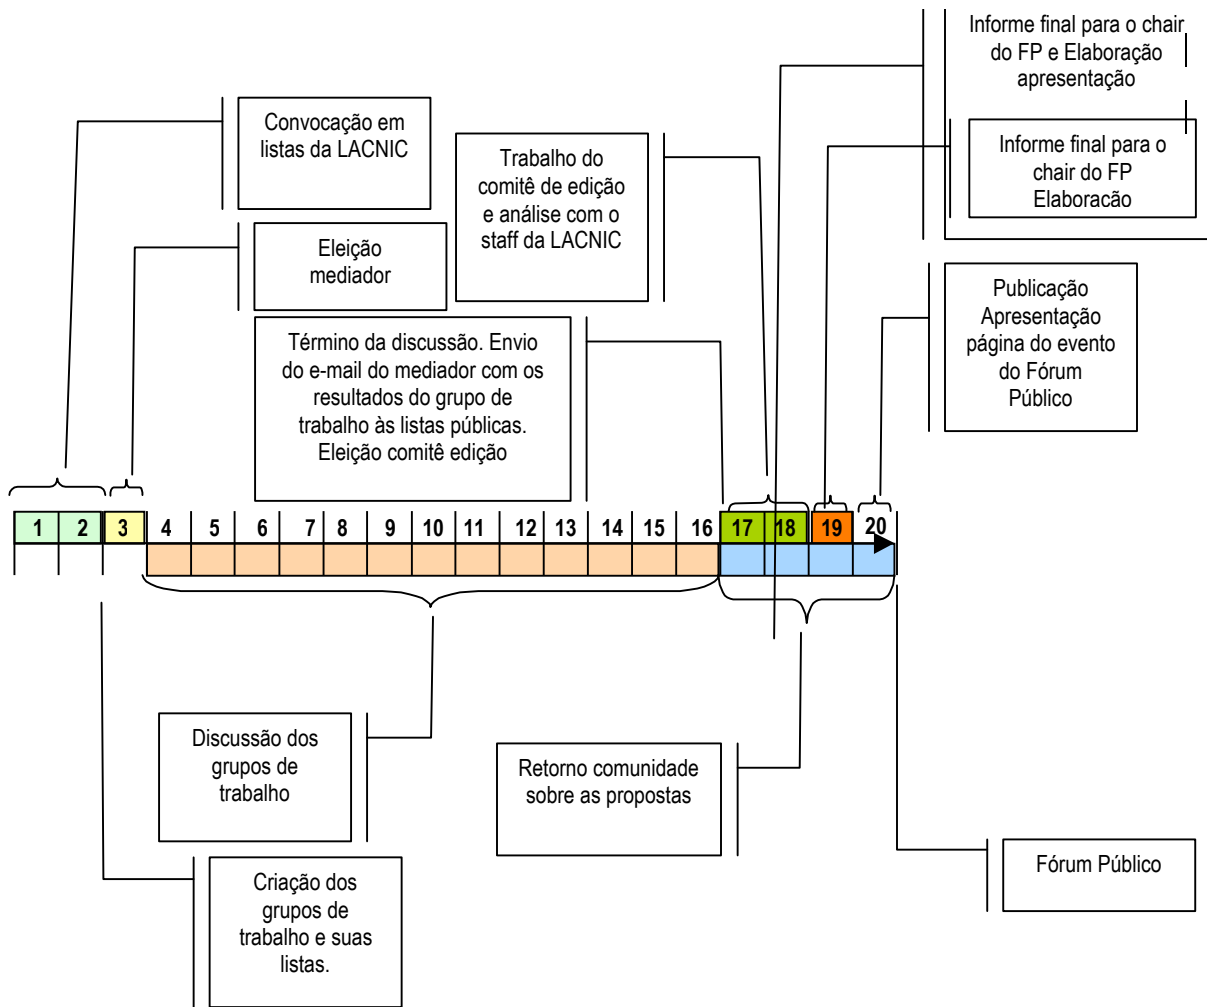 Informe final para o chair
do FP e Elaboração
apresentação
Convocação em
listas da LACNIC
Trabalho do
comitê de edição
e análise com o
staff da LACNIC
Informe final para o
chair do FP
Elaboracão
Eleição
mediador
Publicação
Apresentação
página do evento
do Fórum
Público
Término da discussão. Envio
do e-mail do mediador com os
resultados do grupo de
trabalho às listas públicas.
Eleição comitê edição
1 2 3 4 5 6 7 8 9 10 11 12 13 14 15 16 17 18 19 20
Discussão dos
grupos de
trabalho
Retorno comunidade
sobre as propostas
Fórum Público
Criação dos
grupos de
trabalho e suas
listas.